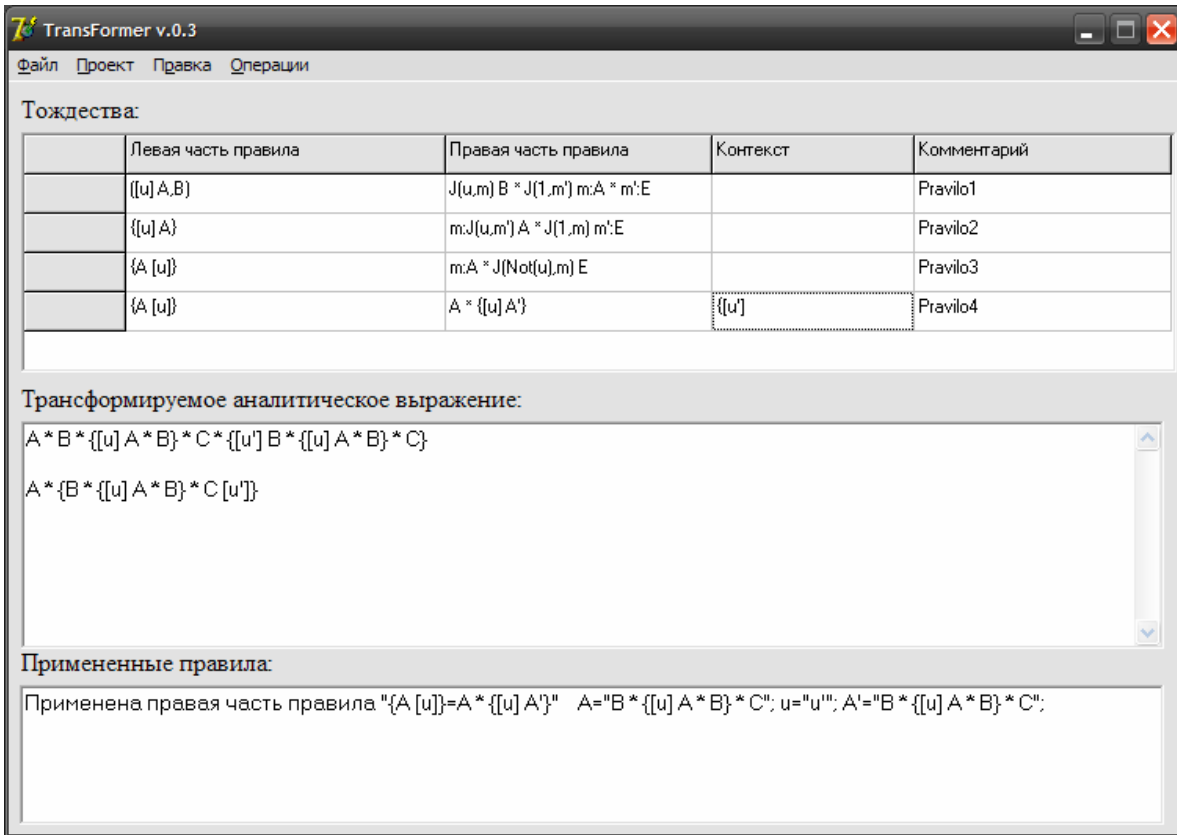 TransFormer v.0.3
Файл Проект Правка Операции
Тождества:
Левая часть правила Правая часть правила Контекст Комментарий
([u] A,B) J(u,m) B * J(1,m') m:A * m':E Pravilo1
{[u] A} m:J(u,m') A * J(1,m) m':E Pravilo2
{A [u]} m:A * J(Not(u),m) E Pravilo3
{A [u]} A * {[u] A'} {[u'] Pravilo4
Трансформируемое аналитическое выражение:
A * B * {[u] A * B} * C * {[u'] B * {[u] A * B} * C}
A * {B * {[u] A * B} * C [u']}
Примененные правила:
Применена правая часть правила "{A [u]}=A * {[u] A'}" A="B * {[u] A * B} * C"; u="u'"; A'="B * {[u] A * B} * C";